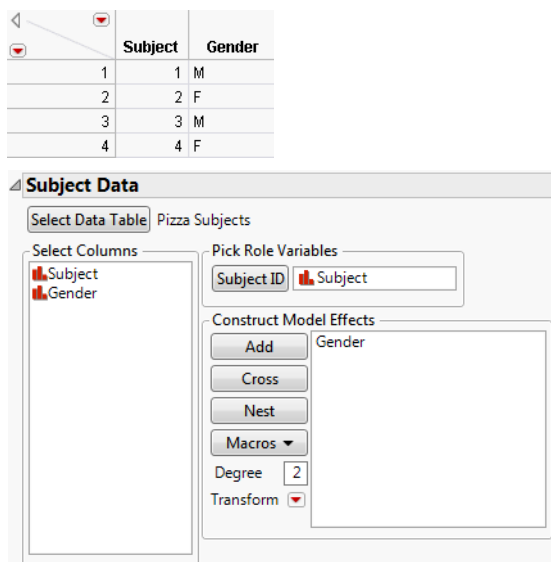 Subject Gender
1 1 M
2 2 F
3 3 M
4 4 F
Subject Data
Select Data Table Pizza Subjects
Select Columns
Subject
Gender
Pick Role Variables
Subject ID Subject
Construct Model Effects
Add
Cross
Nest
Macros
Degree 2
Transform
Gender